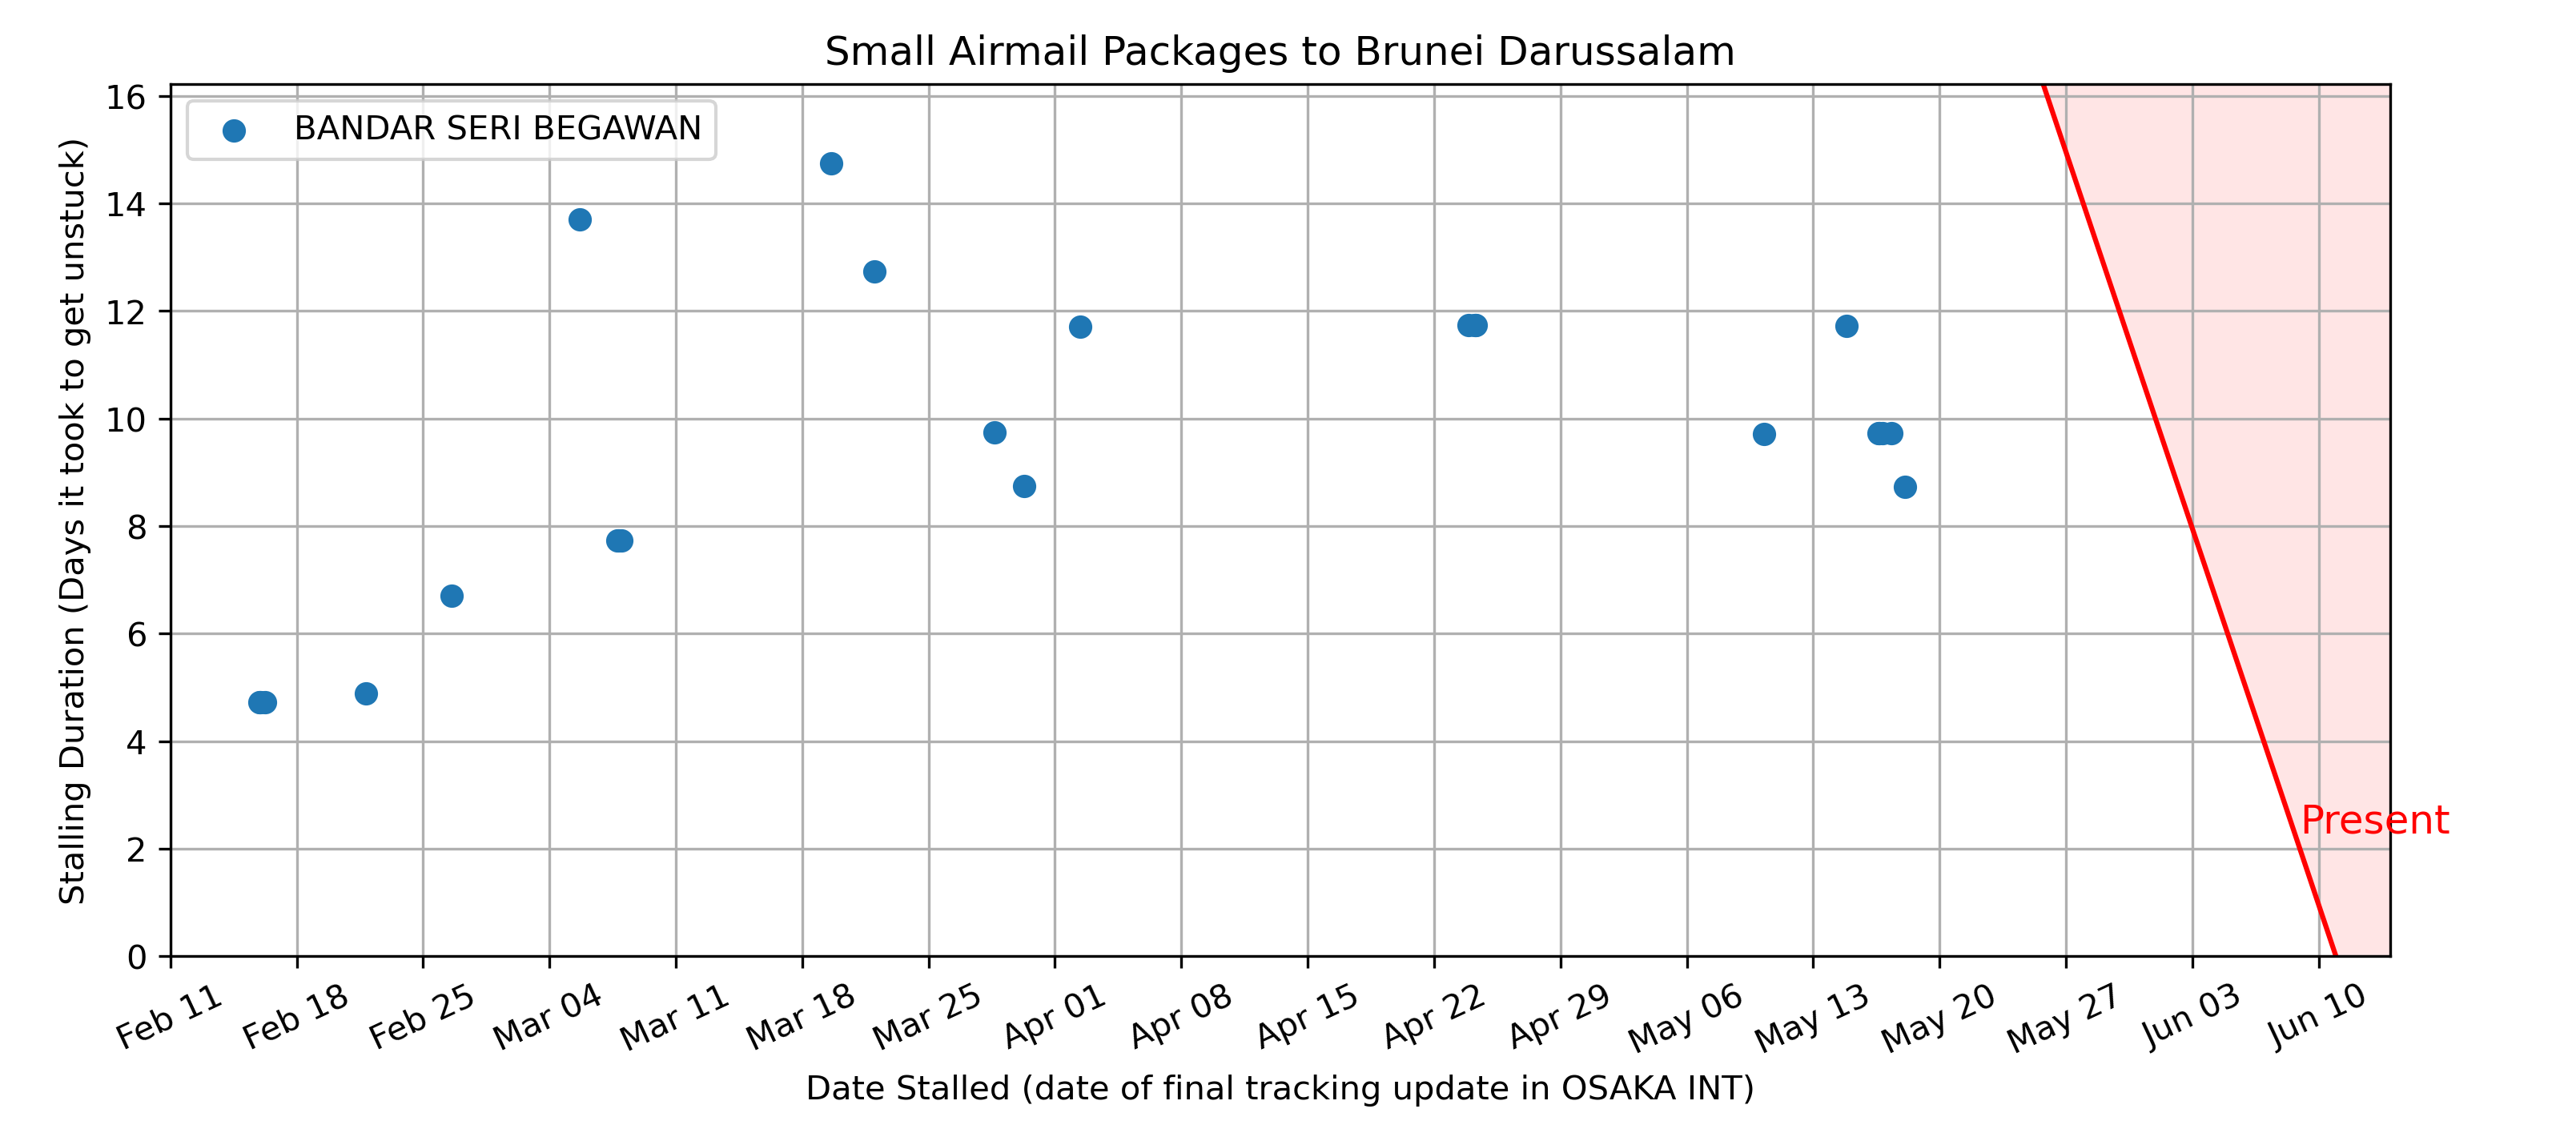 Small Airmail Packages to Brunei Darussalam
BANDAR SERI BEGAWAN
Stalling Duration (Days it took to get unstuck)
16
14
12
10
8
6
4
2
0
Present
Feb 11
Feb 18
Feb 25
Mar 04
Mar 11
Mar 18
Mar 25
Apr 01
Apr 08
Apr 15
Apr 22
Apr 29
May 06
May 13
May 20
May 27
Jun 03
Jun 10
Date Stalled (date of final tracking update in OSAKA INT)